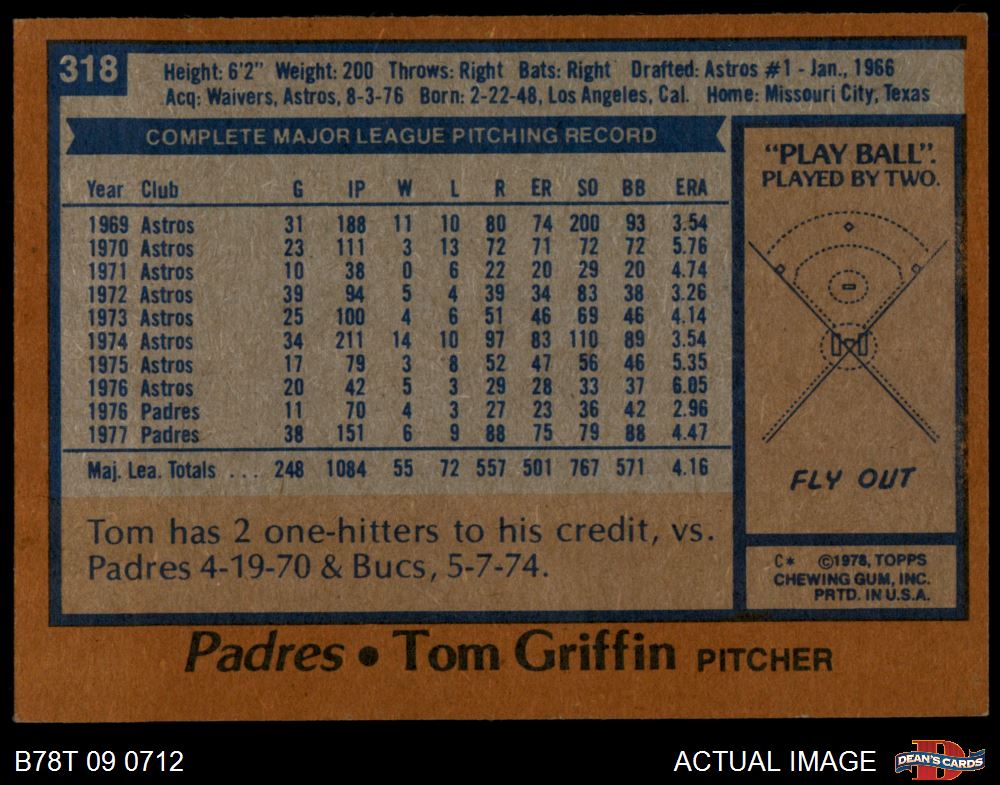 318
Height: 6'2" Weight: 200 Throws: Right Bats: Right Drafted: Astros #1 - Jan., 1966
Acq: Waivers, Astros, 8-3-76 Born: 2-22-48, Los Angeles, Cal. Home: Missouri City, Texas
COMPLETE MAJOR LEAGUE PITCHING RECORD
Year Club G IP W L R ER SO BB ERA
1969 Astros 31 188 11 10 80 74 200 93 3.54
1970 Astros 23 111 3 13 72 71 72 72 5.76
1971 Astros 10 38 0 6 22 20 29 20 4.74
1972 Astros 39 94 5 4 39 34 83 38 3.26
1973 Astros 25 100 4 6 51 46 69 46 4.14
1974 Astros 34 211 14 10 97 83 110 89 3.54
1975 Astros 17 79 3 8 52 47 56 46 5.35
1976 Astros 20 42 5 3 29 28 33 37 6.05
1976 Padres 11 70 4 3 27 23 36 42 2.96
1977 Padres 38 151 6 9 88 75 79 88 4.47
Maj. Lea. Totals . . . 248 1084 55 72 557 501 767 571 4.16
Tom has 2 one-hitters to his credit, vs.
Padres 4-19-70 & Bucs, 5-7-74.
"PLAY BALL".
PLAYED BY TWO.
FLY OUT
C* ©1978, TOPPS
CHEWING GUM, INC.
PRTD. IN U.S.A.
Padres • Tom Griffin PITCHER
B78T 09 0712
ACTUAL IMAGE
D
DEAN'S CARDS